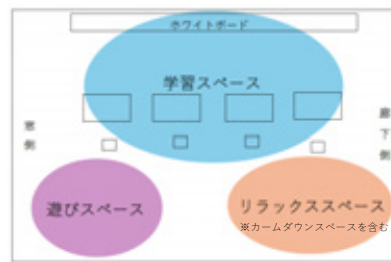 ホワイトボード
学習スペース
窓側
廊下側
遊びスペース
リラックススペース
※カームダウンスペースを含む